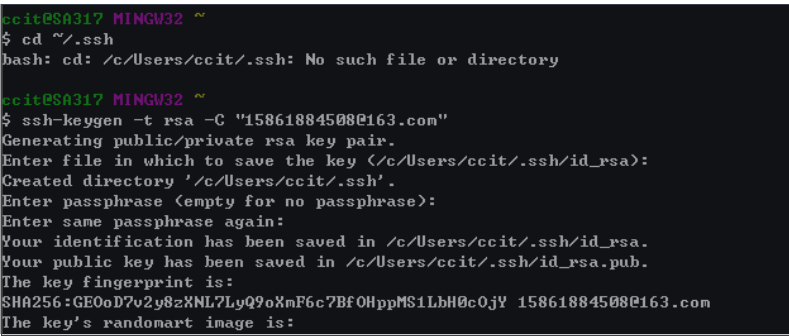 ccit@SA317 MINGW32 ~
$ cd ~/.ssh
bash: cd: /c/Users/ccit/.ssh: No such file or directory
ccit@SA317 MINGW32 ~
$ ssh-keygen -t rsa -C "15861884508@163.com"
Generating public/private rsa key pair.
Enter file in which to save the key (/c/Users/ccit/.ssh/id_rsa):
Created directory '/c/Users/ccit/.ssh'.
Enter passphrase (empty for no passphrase):
Enter same passphrase again:
Your identification has been saved in /c/Users/ccit/.ssh/id_rsa.
Your public key has been saved in /c/Users/ccit/.ssh/id_rsa.pub.
The key fingerprint is:
SHA256:GEOoD7v2y8zXNL7LyQ9oXmF6c7BfOHppMS1LbH0cOjY 15861884508@163.com
The key's randomart image is: